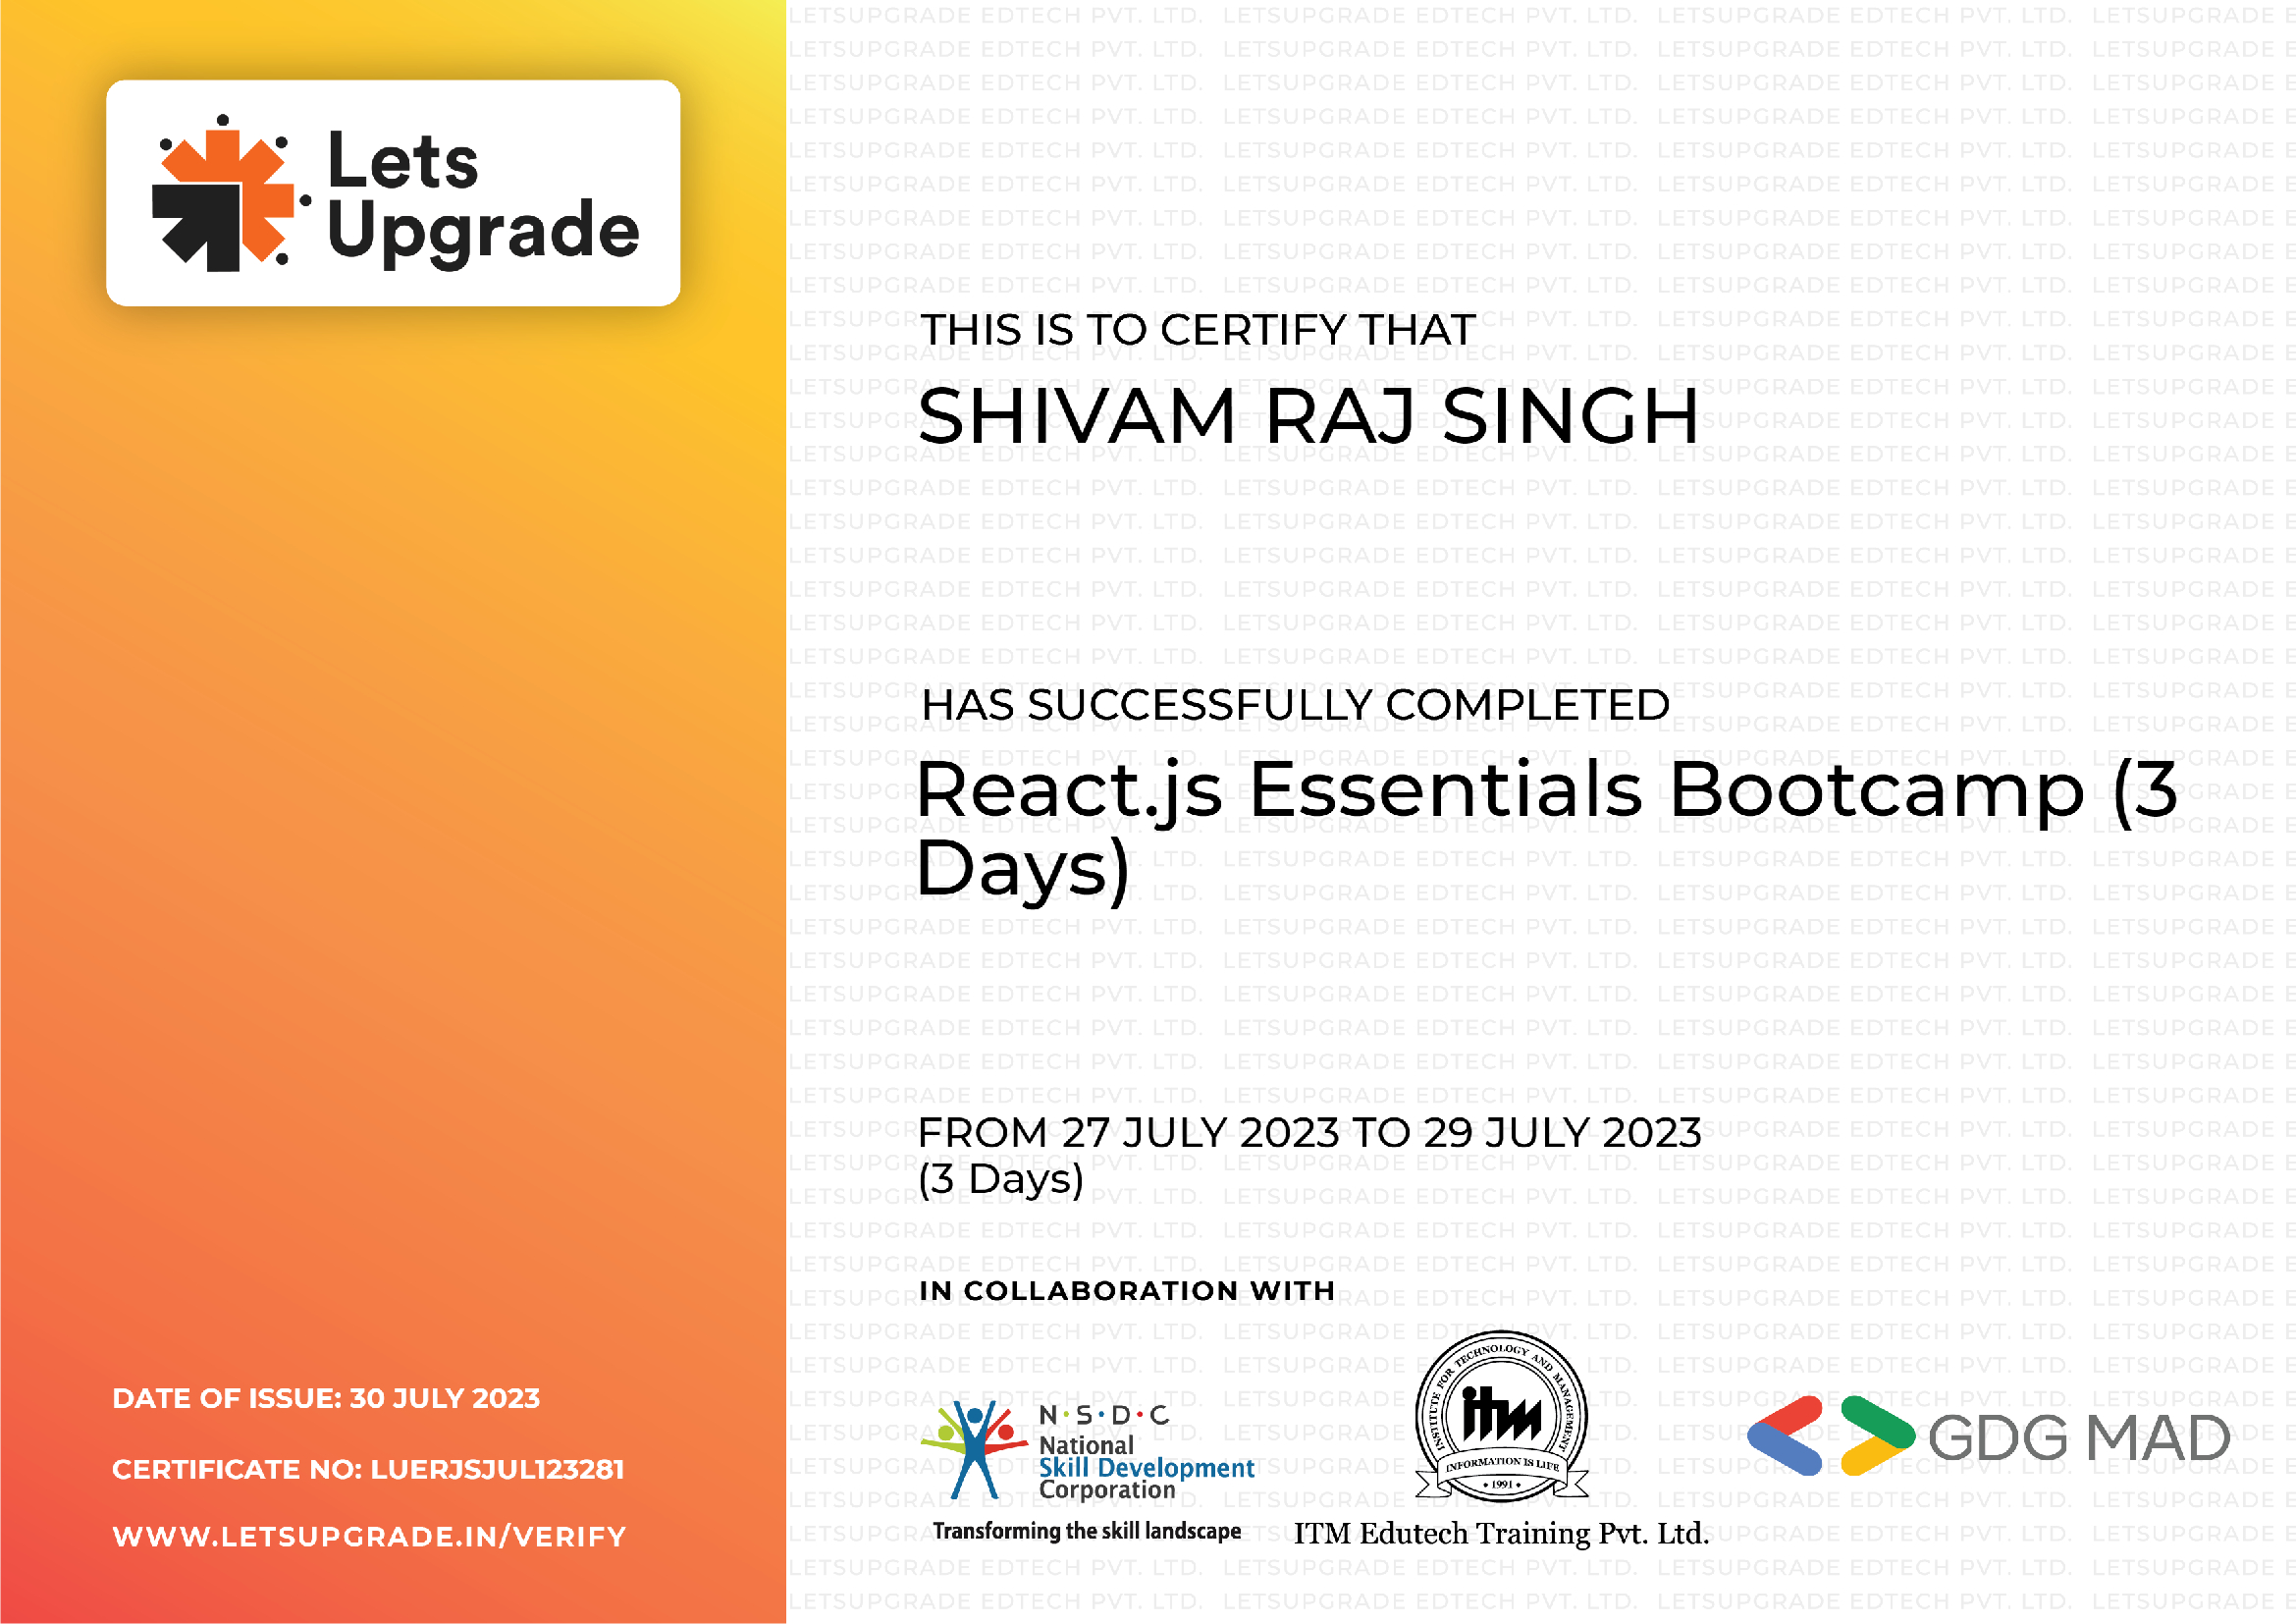 Lets
Upgrade
THIS IS TO CERTIFY THAT
SHIVAM RAJ SINGH
HAS SUCCESSFULLY COMPLETED
React.js Essentials Bootcamp (3
Days)
FROM 27 JULY 2023 TO 29 JULY 2023
(3 Days)
IN COLLABORATION WITH
N·S·D·C
National
Skill Development
Corporation
Transforming the skill landscape
INSTITUTE FOR TECHNOLOGY AND MANAGEMENT
itm
INFORMATION IS LIFE
• 1991 •
ITM Edutech Training Pvt. Ltd.
GDG MAD
DATE OF ISSUE: 30 JULY 2023
CERTIFICATE NO: LUERJSJUL123281
WWW.LETSUPGRADE.IN/VERIFY
LETSUPGRADE EDTECH PVT. LTD.